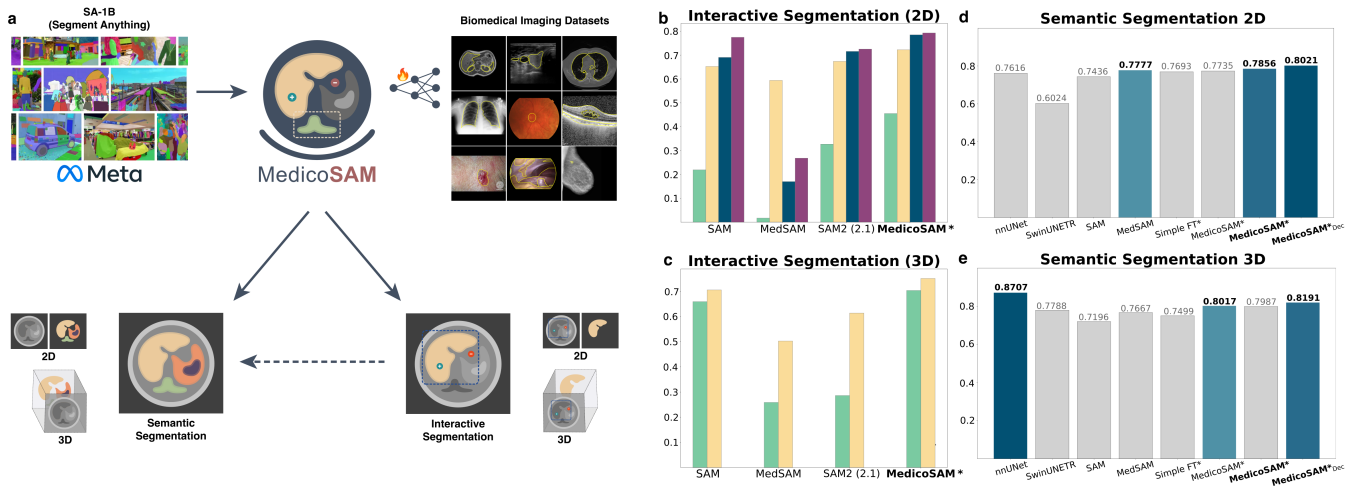 a
SA-1B
(Segment Anything)
Meta
MedicoSAM
Biomedical Imaging Datasets
2D
3D
Semantic
Segmentation
Interactive
Segmentation
2D
3D
b
Interactive Segmentation (2D)
0.8
0.7
0.6
0.5
0.4
0.3
0.2
0.1
SAM
MedSAM
SAM2 (2.1)
MedicoSAM*
c
Interactive Segmentation (3D)
0.7
0.6
0.5
0.4
0.3
0.2
0.1
SAM
MedSAM
SAM2 (2.1)
MedicoSAM*
d
Semantic Segmentation 2D
0.8
0.6
0.4
0.2
0.7616
0.6024
0.7436
0.7777
0.7693
0.7735
0.7856
0.8021
nnUNet
SwinUNETR
SAM
MedSAM
Simple FT*
MedicoSAM*
MedicoSAM*
MedicoSAM*Dec
e
Semantic Segmentation 3D
0.8
0.6
0.4
0.2
0.8707
0.7788
0.7196
0.7667
0.7499
0.8017
0.7987
0.8191
nnUNet
SwinUNETR
SAM
MedSAM
Simple FT*
MedicoSAM*
MedicoSAM*
MedicoSAM*Dec